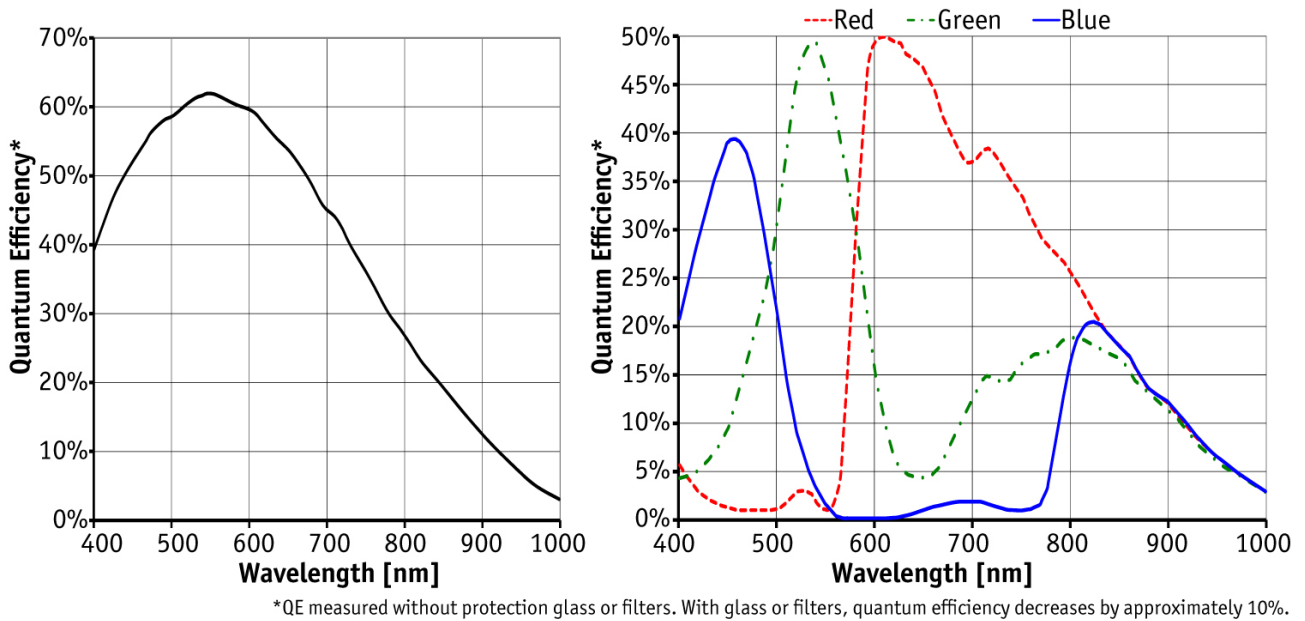 Red Green Blue
70%
60%
50%
40%
30%
20%
10%
0%
Quantum Efficiency*
400 500 600 700 800 900 1000
Wavelength [nm]
50%
45%
40%
35%
30%
25%
20%
15%
10%
5%
0%
Quantum Efficiency*
400 500 600 700 800 900 1000
Wavelength [nm]
*QE measured without protection glass or filters. With glass or filters, quantum efficiency decreases by approximately 10%.